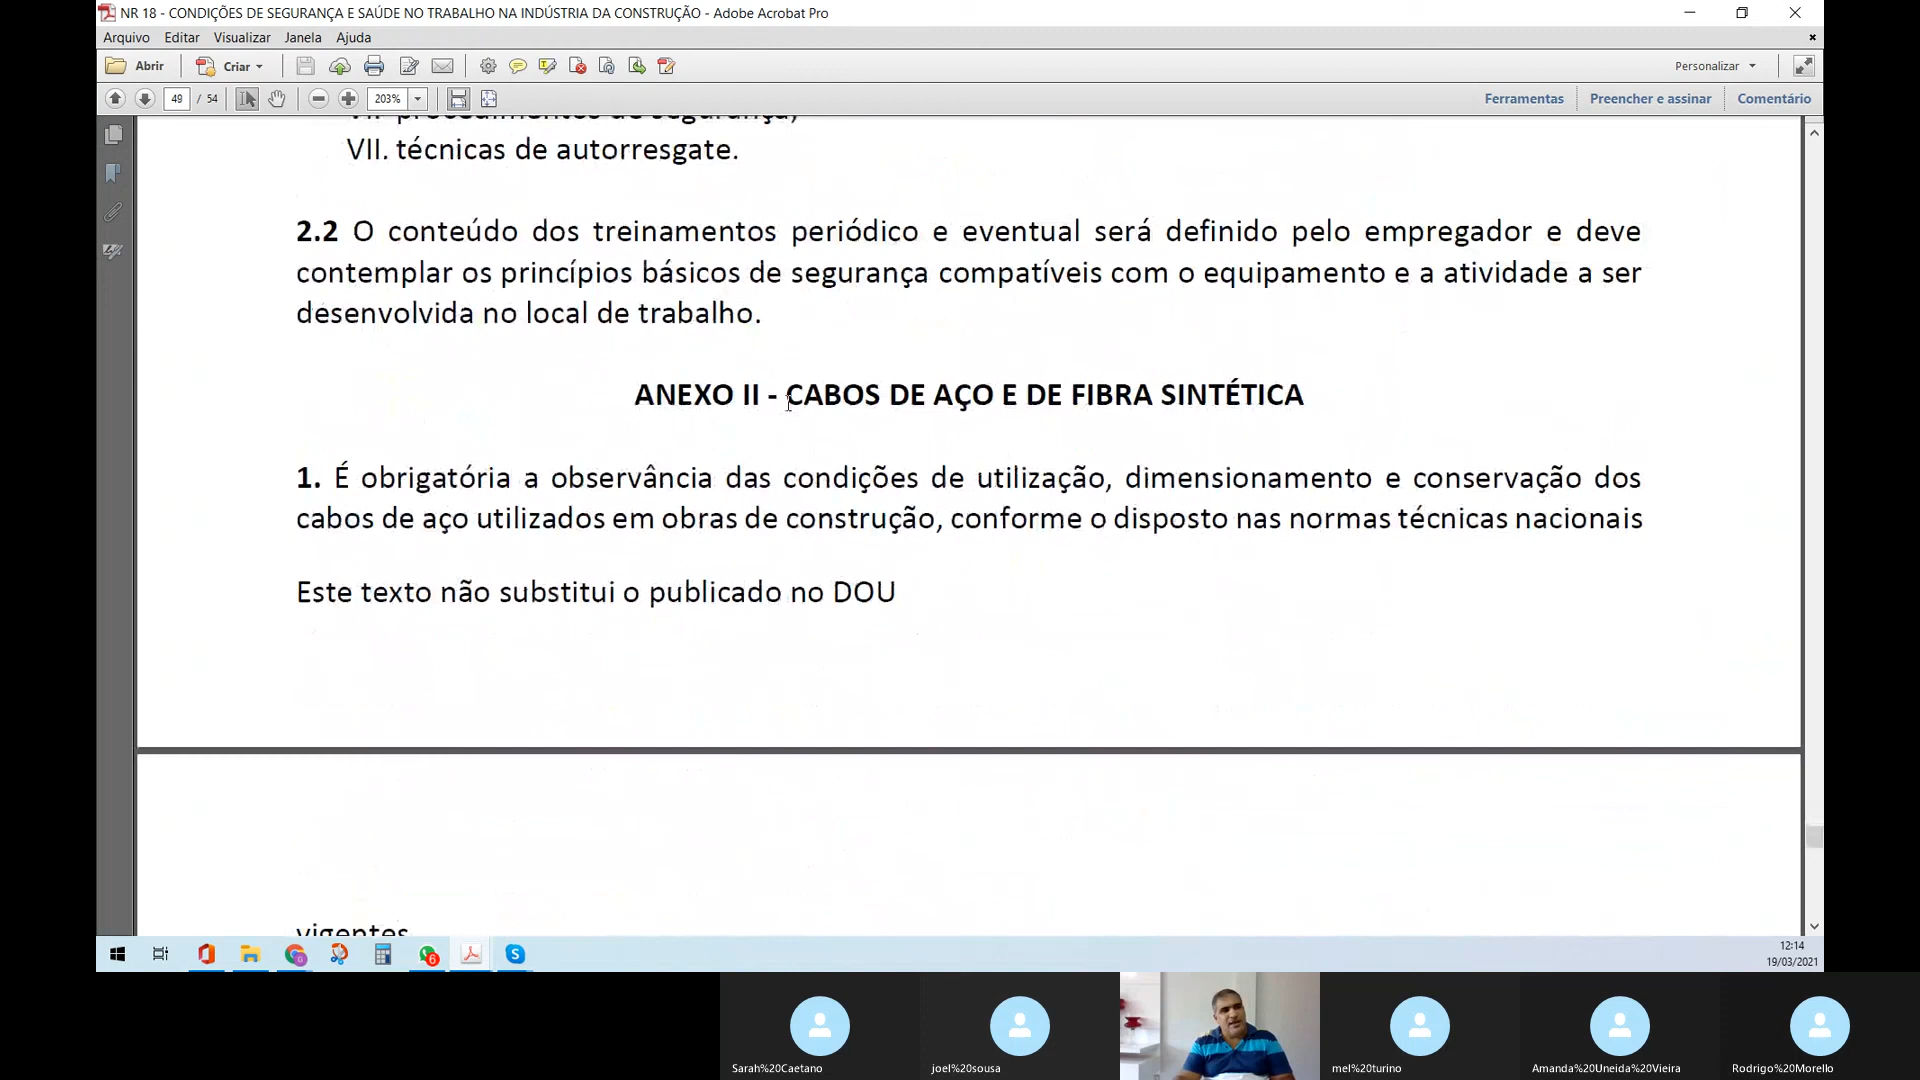 NR 18 - CONDIÇÕES DE SEGURANÇA E SAÚDE NO TRABALHO NA INDÚSTRIA DA CONSTRUÇÃO - Adobe Acrobat Pro
Arquivo Editar Visualizar Janela Ajuda
Abrir Criar Personalizar
49 / 54 203% Ferramentas Preencher e assinar Comentário
procedimentos de segurança;
VII. técnicas de autorresgate.
2.2 O conteúdo dos treinamentos periódico e eventual será definido pelo empregador e deve
contemplar os princípios básicos de segurança compatíveis com o equipamento e a atividade a ser
desenvolvida no local de trabalho.
ANEXO II - CABOS DE AÇO E DE FIBRA SINTÉTICA
1. É obrigatória a observância das condições de utilização, dimensionamento e conservação dos
cabos de aço utilizados em obras de construção, conforme o disposto nas normas técnicas nacionais
Este texto não substitui o publicado no DOU
vigentes
6
12:14
19/03/2021
Sarah%20Caetano joel%20sousa mel%20turino Amanda%20Uneida%20Vieira Rodrigo%20Morello